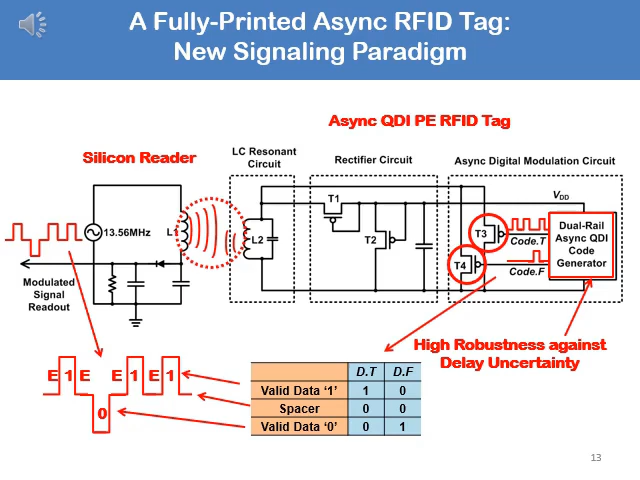 A Fully-Printed Async RFID Tag:
New Signaling Paradigm
Async QDI PE RFID Tag
Silicon Reader
LC Resonant
Circuit
Rectifier Circuit
Async Digital Modulation Circuit
13.56MHz
L1
L2
T1
T2
VDD
T3
T4
Code.T
Code.F
Dual-Rail
Async QDI
Code
Generator
Modulated
Signal
Readout
High Robustness against
Delay Uncertainty
E 1 E E 1 E 1
0
D.T D.F
Valid Data ‘1’ 1 0
Spacer 0 0
Valid Data ‘0’ 0 1
13